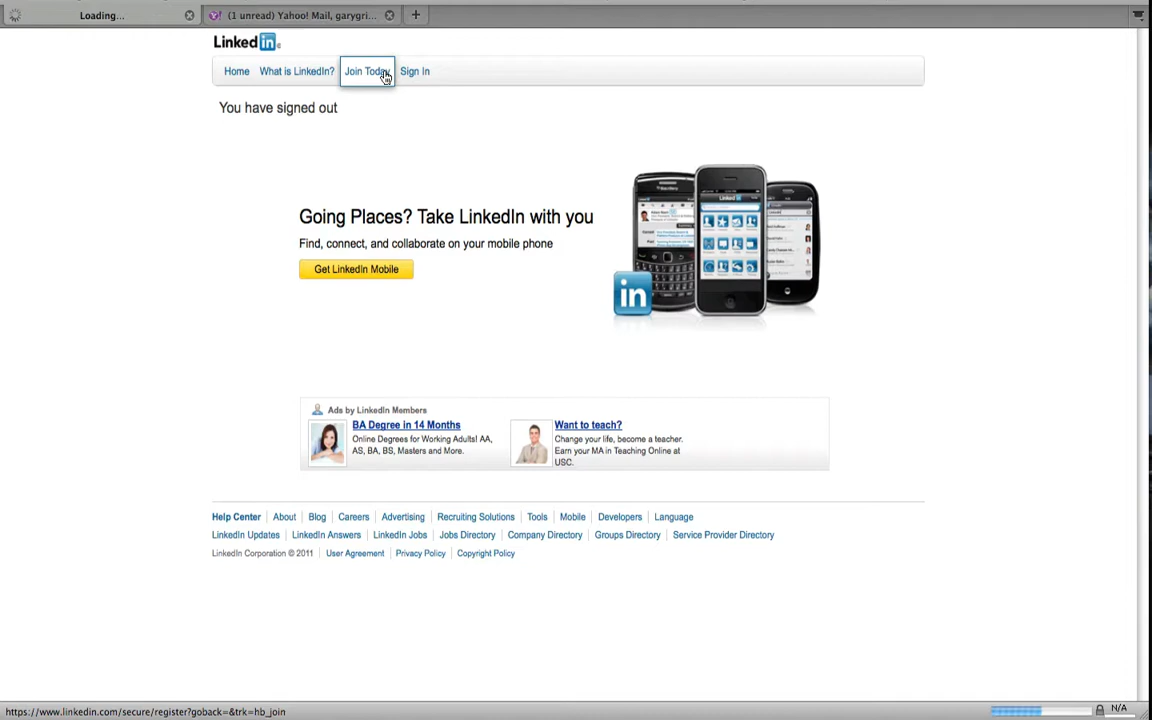 Loading...
(1 unread) Yahoo! Mail, garygri...
LinkedIn
Home What is LinkedIn? Join Today Sign In
You have signed out
Going Places? Take LinkedIn with you
Find, connect, and collaborate on your mobile phone
Get LinkedIn Mobile
in
Ads by LinkedIn Members
BA Degree in 14 Months
Online Degrees for Working Adults! AA,
AS, BA, BS, Masters and More.
Want to teach?
Change your life, become a teacher.
Earn your MA in Teaching Online at
USC.
Help Center About Blog Careers Advertising Recruiting Solutions Tools Mobile Developers Language
LinkedIn Updates LinkedIn Answers LinkedIn Jobs Jobs Directory Company Directory Groups Directory Service Provider Directory
LinkedIn Corporation © 2011 User Agreement Privacy Policy Copyright Policy
https://www.linkedin.com/secure/register?goback=&trk=hb_join
N/A